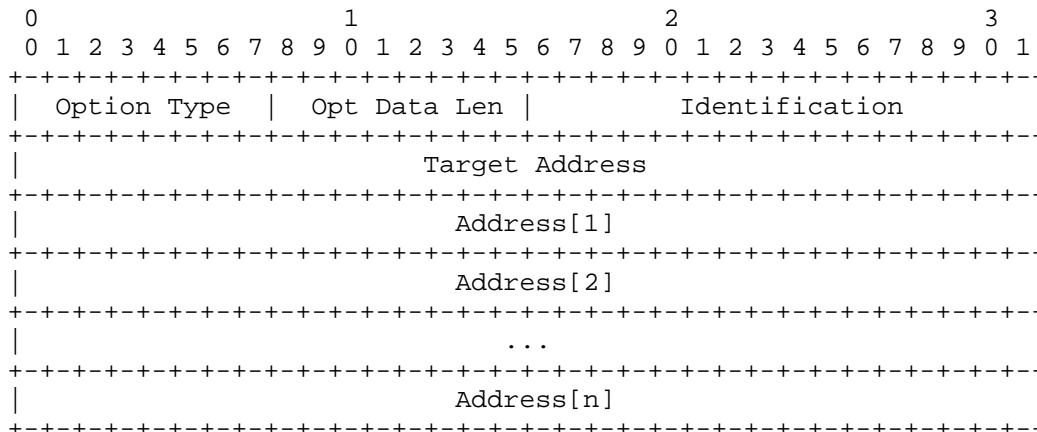 0                   1                   2                   3
 0 1 2 3 4 5 6 7 8 9 0 1 2 3 4 5 6 7 8 9 0 1 2 3 4 5 6 7 8 9 0 1
+-+-+-+-+-+-+-+-+-+-+-+-+-+-+-+-+-+-+-+-+-+-+-+-+-+-+-+-+-+-+-+--
|  Option Type  |  Opt Data Len |         Identification
+-+-+-+-+-+-+-+-+-+-+-+-+-+-+-+-+-+-+-+-+-+-+-+-+-+-+-+-+-+-+-+--
|                         Target Address
+-+-+-+-+-+-+-+-+-+-+-+-+-+-+-+-+-+-+-+-+-+-+-+-+-+-+-+-+-+-+-+--
|                           Address[1]
+-+-+-+-+-+-+-+-+-+-+-+-+-+-+-+-+-+-+-+-+-+-+-+-+-+-+-+-+-+-+-+--
|                           Address[2]
+-+-+-+-+-+-+-+-+-+-+-+-+-+-+-+-+-+-+-+-+-+-+-+-+-+-+-+-+-+-+-+--
|                              ...
+-+-+-+-+-+-+-+-+-+-+-+-+-+-+-+-+-+-+-+-+-+-+-+-+-+-+-+-+-+-+-+--
|                           Address[n]
+-+-+-+-+-+-+-+-+-+-+-+-+-+-+-+-+-+-+-+-+-+-+-+-+-+-+-+-+-+-+-+--